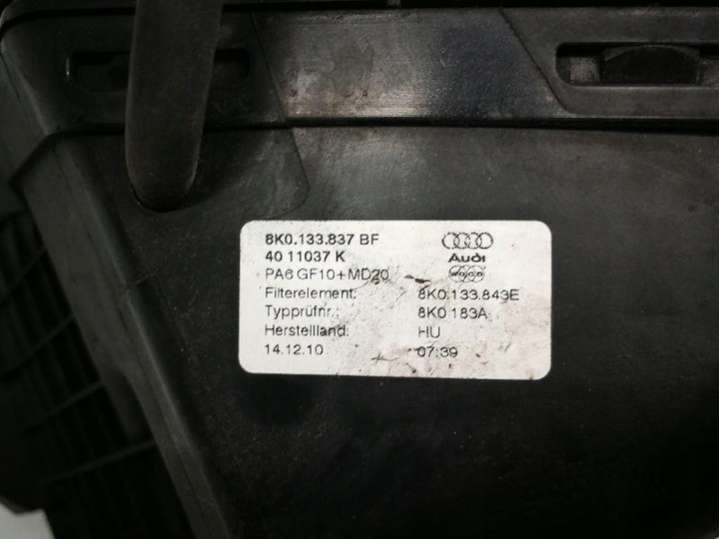 8K0.133.837 BF
40 11037 K
Audi
PA6 GF10+MD20
Filterelement: 8K0.133.843E
Typprüfnr.: 8K0 183A
Herstellland: HU
14.12.10 07:39